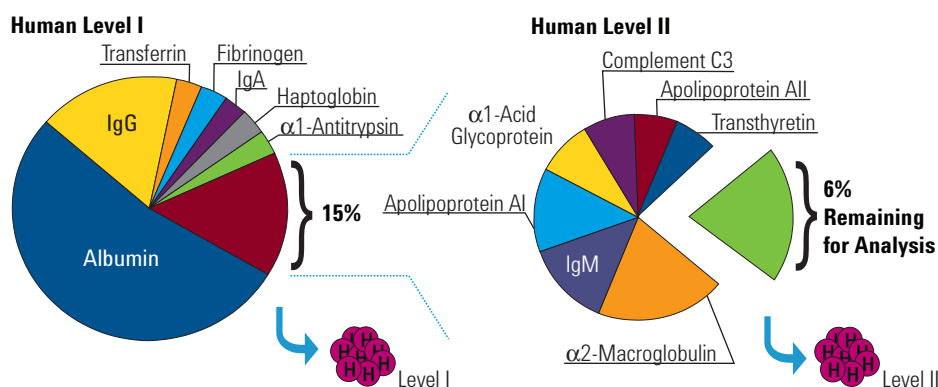 Human Level I
Transferrin
Fibrinogen
IgA
Haptoglobin
α1-Antitrypsin
IgG
Albumin
15%
H H H H H H H
Level I
Human Level II
Complement C3
Apolipoprotein AII
Transthyretin
α1-Acid
Glycoprotein
Apolipoprotein AI
IgM
α2-Macroglobulin
6%
Remaining
for Analysis
H H H H H H H
Level II